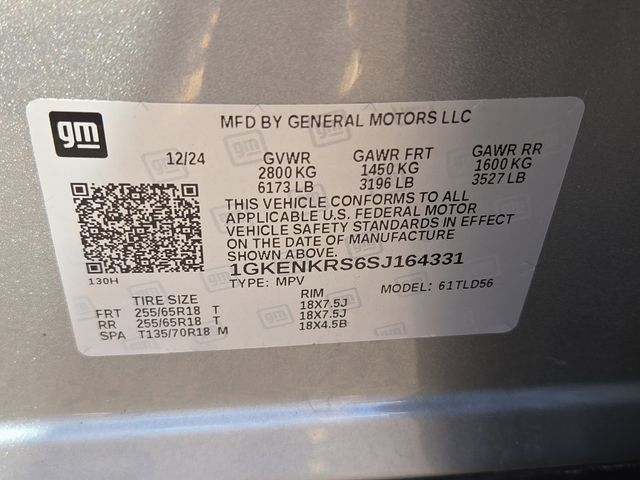 gm
MFD BY GENERAL MOTORS LLC
12/24 GVWR GAWR FRT GAWR RR
2800 KG 1450 KG 1600 KG
6173 LB 3196 LB 3527 LB
THIS VEHICLE CONFORMS TO ALL
APPLICABLE U.S. FEDERAL MOTOR
VEHICLE SAFETY STANDARDS IN EFFECT
ON THE DATE OF MANUFACTURE
SHOWN ABOVE.
1GKENKRS6SJ164331
130H TYPE: MPV MODEL: 61TLD56
TIRE SIZE RIM
FRT 255/65R18 T 18X7.5J
RR 255/65R18 T 18X7.5J
SPA T135/70R18 M 18X4.5B